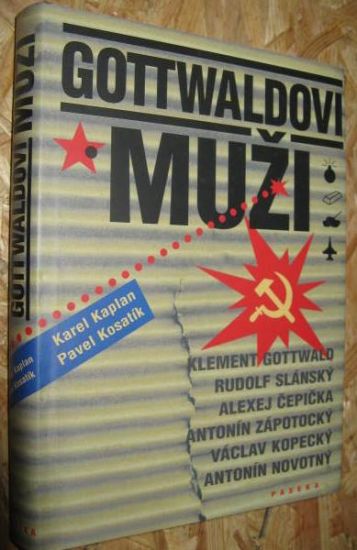 GOTTWALDOVI
MUŽI
Karel Kaplan
Pavel Kosatík
KLEMENT GOTTWALD
RUDOLF SLÁNSKÝ
ALEXEJ ČEPIČKA
ANTONÍN ZÁPOTOCKÝ
VÁCLAV KOPECKÝ
ANTONÍN NOVOTNÝ
PASEKA
GOTTWALDOVI MUŽI
Kaplan
Kosatík
KA